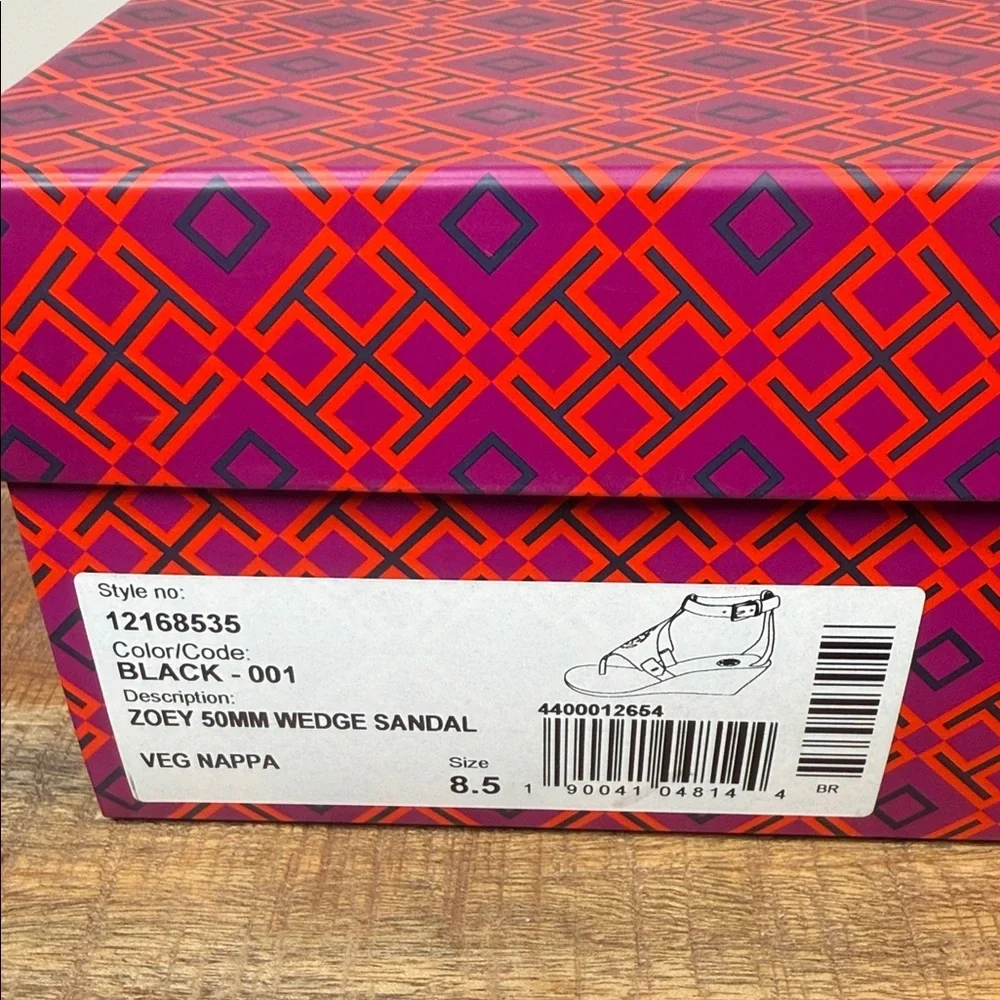 Style no:
12168535
Color/Code:
BLACK - 001
Description:
ZOEY 50MM WEDGE SANDAL
VEG NAPPA
Size
8.5
4400012654
1 90041 04814 4
BR